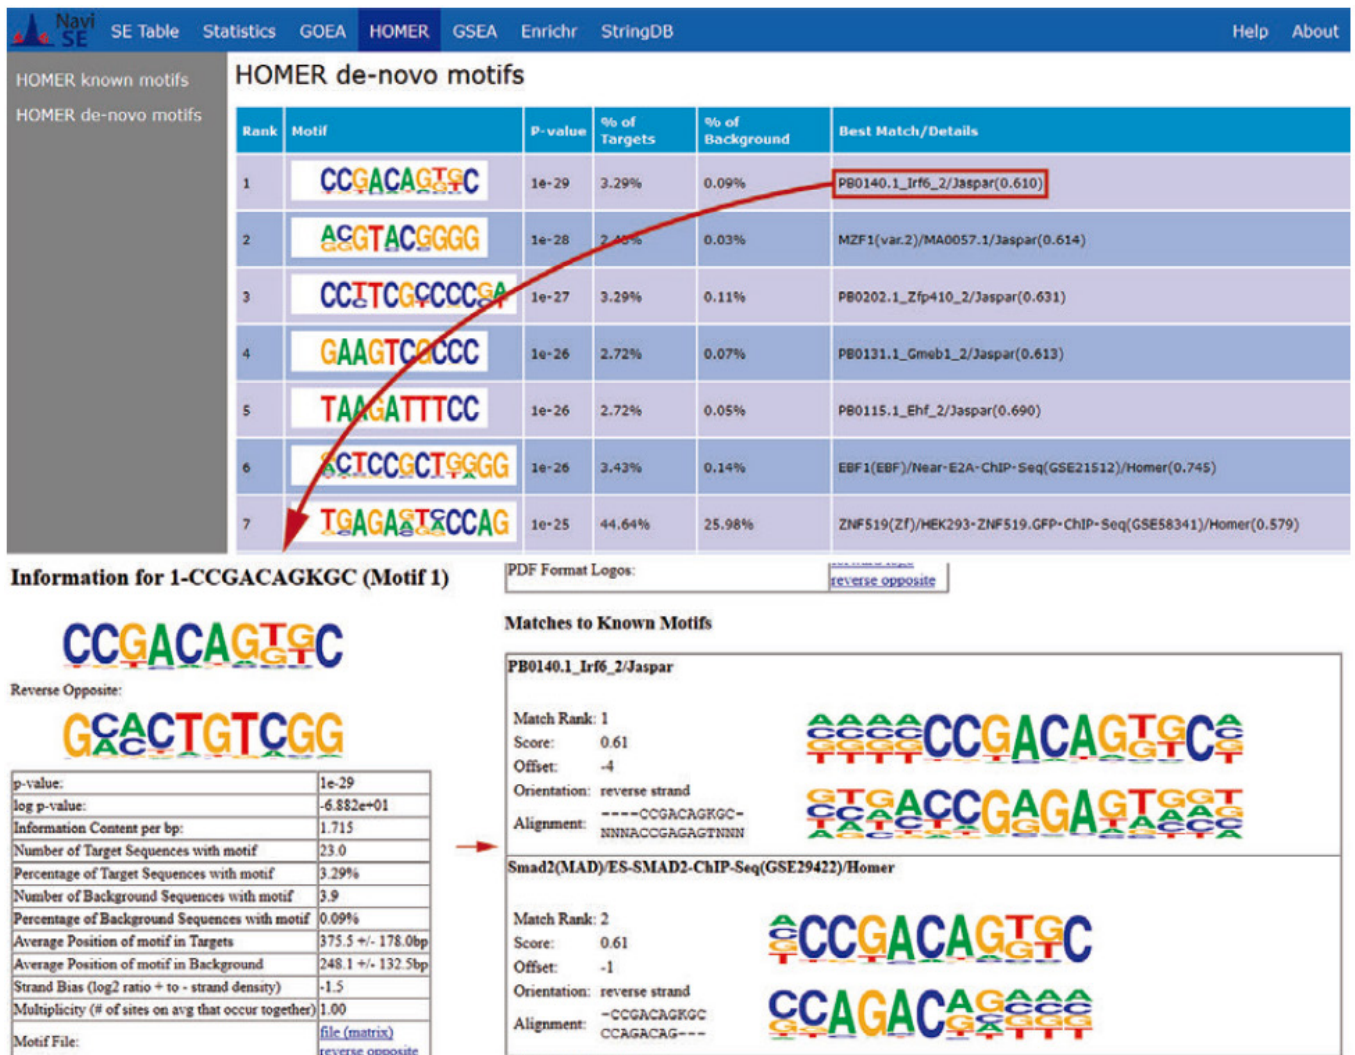 Navi SE SE Table Statistics GOEA HOMER GSEA Enrichr StringDB Help About
HOMER known motifs
HOMER de-novo motifs
HOMER de-novo motifs
Rank Motif P-value % of Targets % of Background Best Match/Details
1 CCGACAGTGC 1e-29 3.29% 0.09% PB0140.1_Irf6_2/Jaspar(0.610)
2 ACGTACGGGG 1e-28 0.03% MZF1(var.2)/MA0057.1/Jaspar(0.614)
3 CCTTCGCCCCGA 1e-27 3.29% 0.11% PB0202.1_Zfp410_2/Jaspar(0.631)
4 GAAGTCGCCC 1e-26 2.72% 0.07% PB0131.1_Gmeb1_2/Jaspar(0.613)
5 TAAGATTTCC 1e-26 2.72% 0.05% PB0115.1_Ehf_2/Jaspar(0.690)
6 ACTCCGCTGGGG 1e-26 3.43% 0.14% EBF1(EBF)/Near-E2A-ChIP-Seq(GSE21512)/Homer(0.745)
7 TGAGAGTCCCAG 1e-25 44.64% 25.98% ZNF519(Zf)/HEK293-ZNF519.GFP-ChIP-Seq(GSE58341)/Homer(0.579)
Information for 1-CCGACAGKGC (Motif 1)
CCGACAGTGC
Reverse Opposite:
GCACTGTCGG
p-value: 1e-29
log p-value: -6.882e+01
Information Content per bp: 1.715
Number of Target Sequences with motif 23.0
Percentage of Target Sequences with motif 3.29%
Number of Background Sequences with motif 3.9
Percentage of Background Sequences with motif 0.09%
Average Position of motif in Targets 375.5 +/- 178.0bp
Average Position of motif in Background 248.1 +/- 132.5bp
Strand Bias (log2 ratio + to - strand density) -1.5
Multiplicity (# of sites on avg that occur together) 1.00
Motif File: file (matrix)
reverse opposite
PDF Format Logos:
reverse opposite
Matches to Known Motifs
PB0140.1_Irf6_2/Jaspar
Match Rank: 1
Score: 0.61
Offset: -4
Orientation: reverse strand
Alignment: ----CCGACAGKGC-
NNNACCGAGAGTNNN
Smad2(MAD)/ES-SMAD2-ChIP-Seq(GSE29422)/Homer
Match Rank: 2
Score: 0.61
Offset: -1
Orientation: reverse strand
Alignment: -CCGACAGKGC
CCAGACAG---